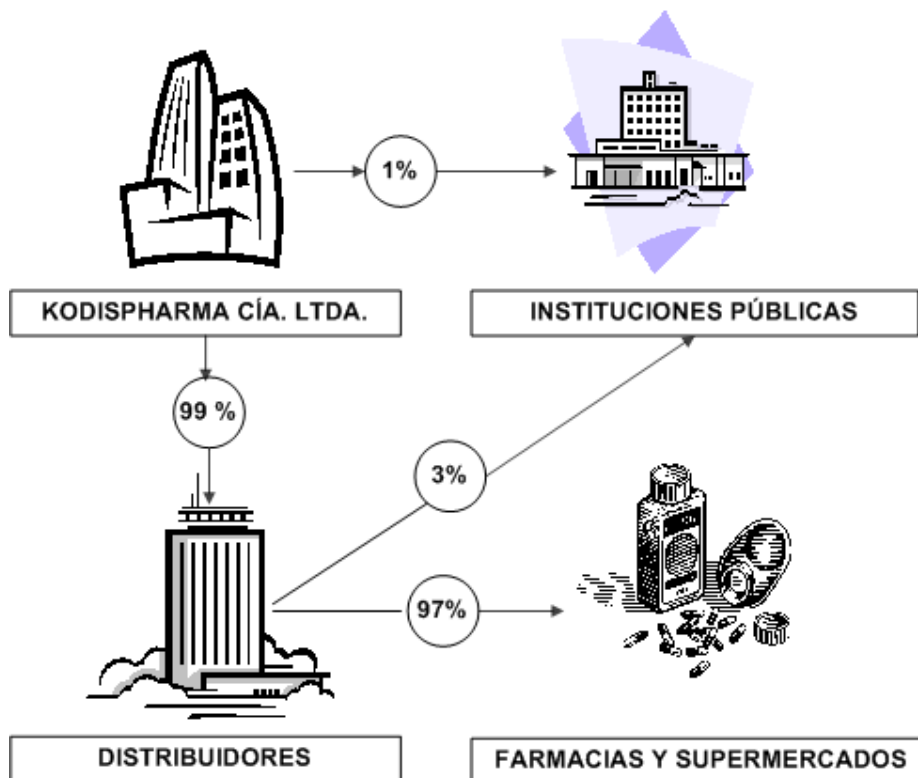 1%
KODISPHARMA CÍA. LTDA.
INSTITUCIONES PÚBLICAS
99 %
3%
97%
DISTRIBUIDORES
FARMACIAS Y SUPERMERCADOS